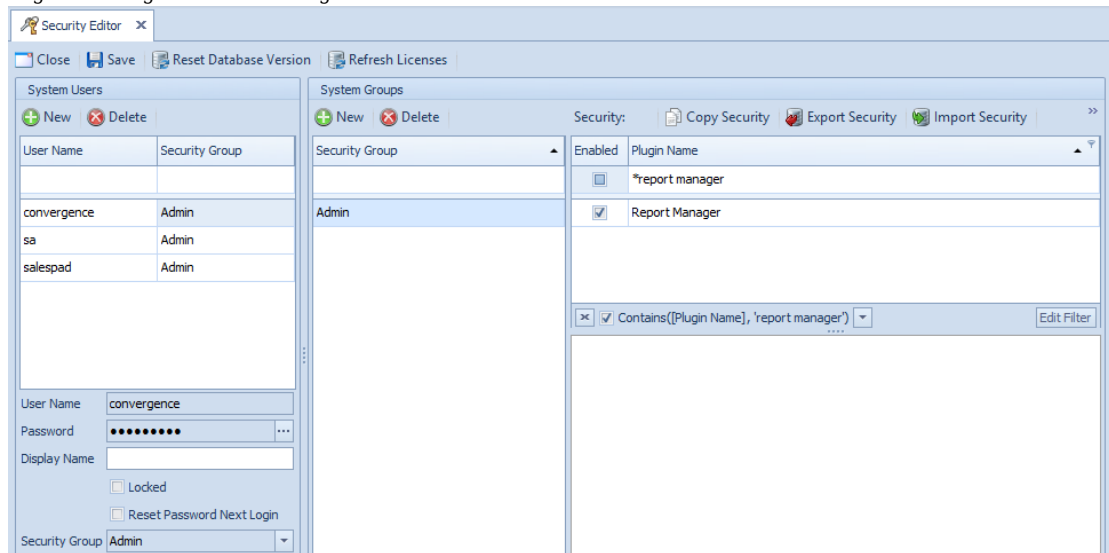 Security Editor
Close Save Reset Database Version Refresh Licenses
System Users
New Delete
User Name Security Group
convergence Admin
sa Admin
salespad Admin
User Name convergence
Password •••••••••
Display Name
Locked
Reset Password Next Login
Security Group Admin
System Groups
New Delete
Security Group
Admin
Security: Copy Security Export Security Import Security
Enabled Plugin Name
*report manager
Report Manager
Contains([Plugin Name], 'report manager') Edit Filter